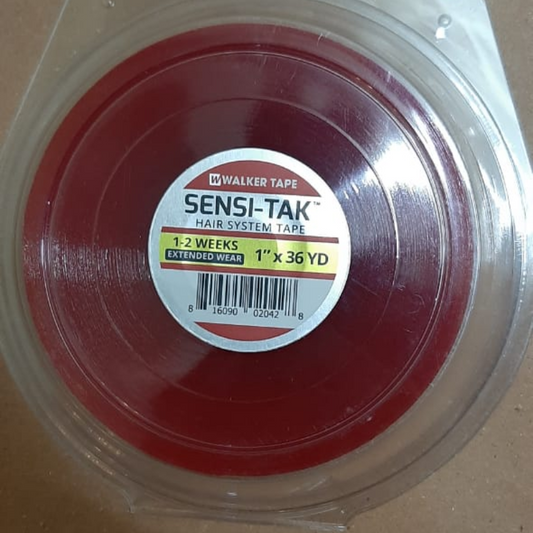 W WALKER TAPE
SENSI-TAK™
HAIR SYSTEM TAPE
1-2 WEEKS
EXTENDED WEAR
1" x 36 YD
8 16090 02042 8